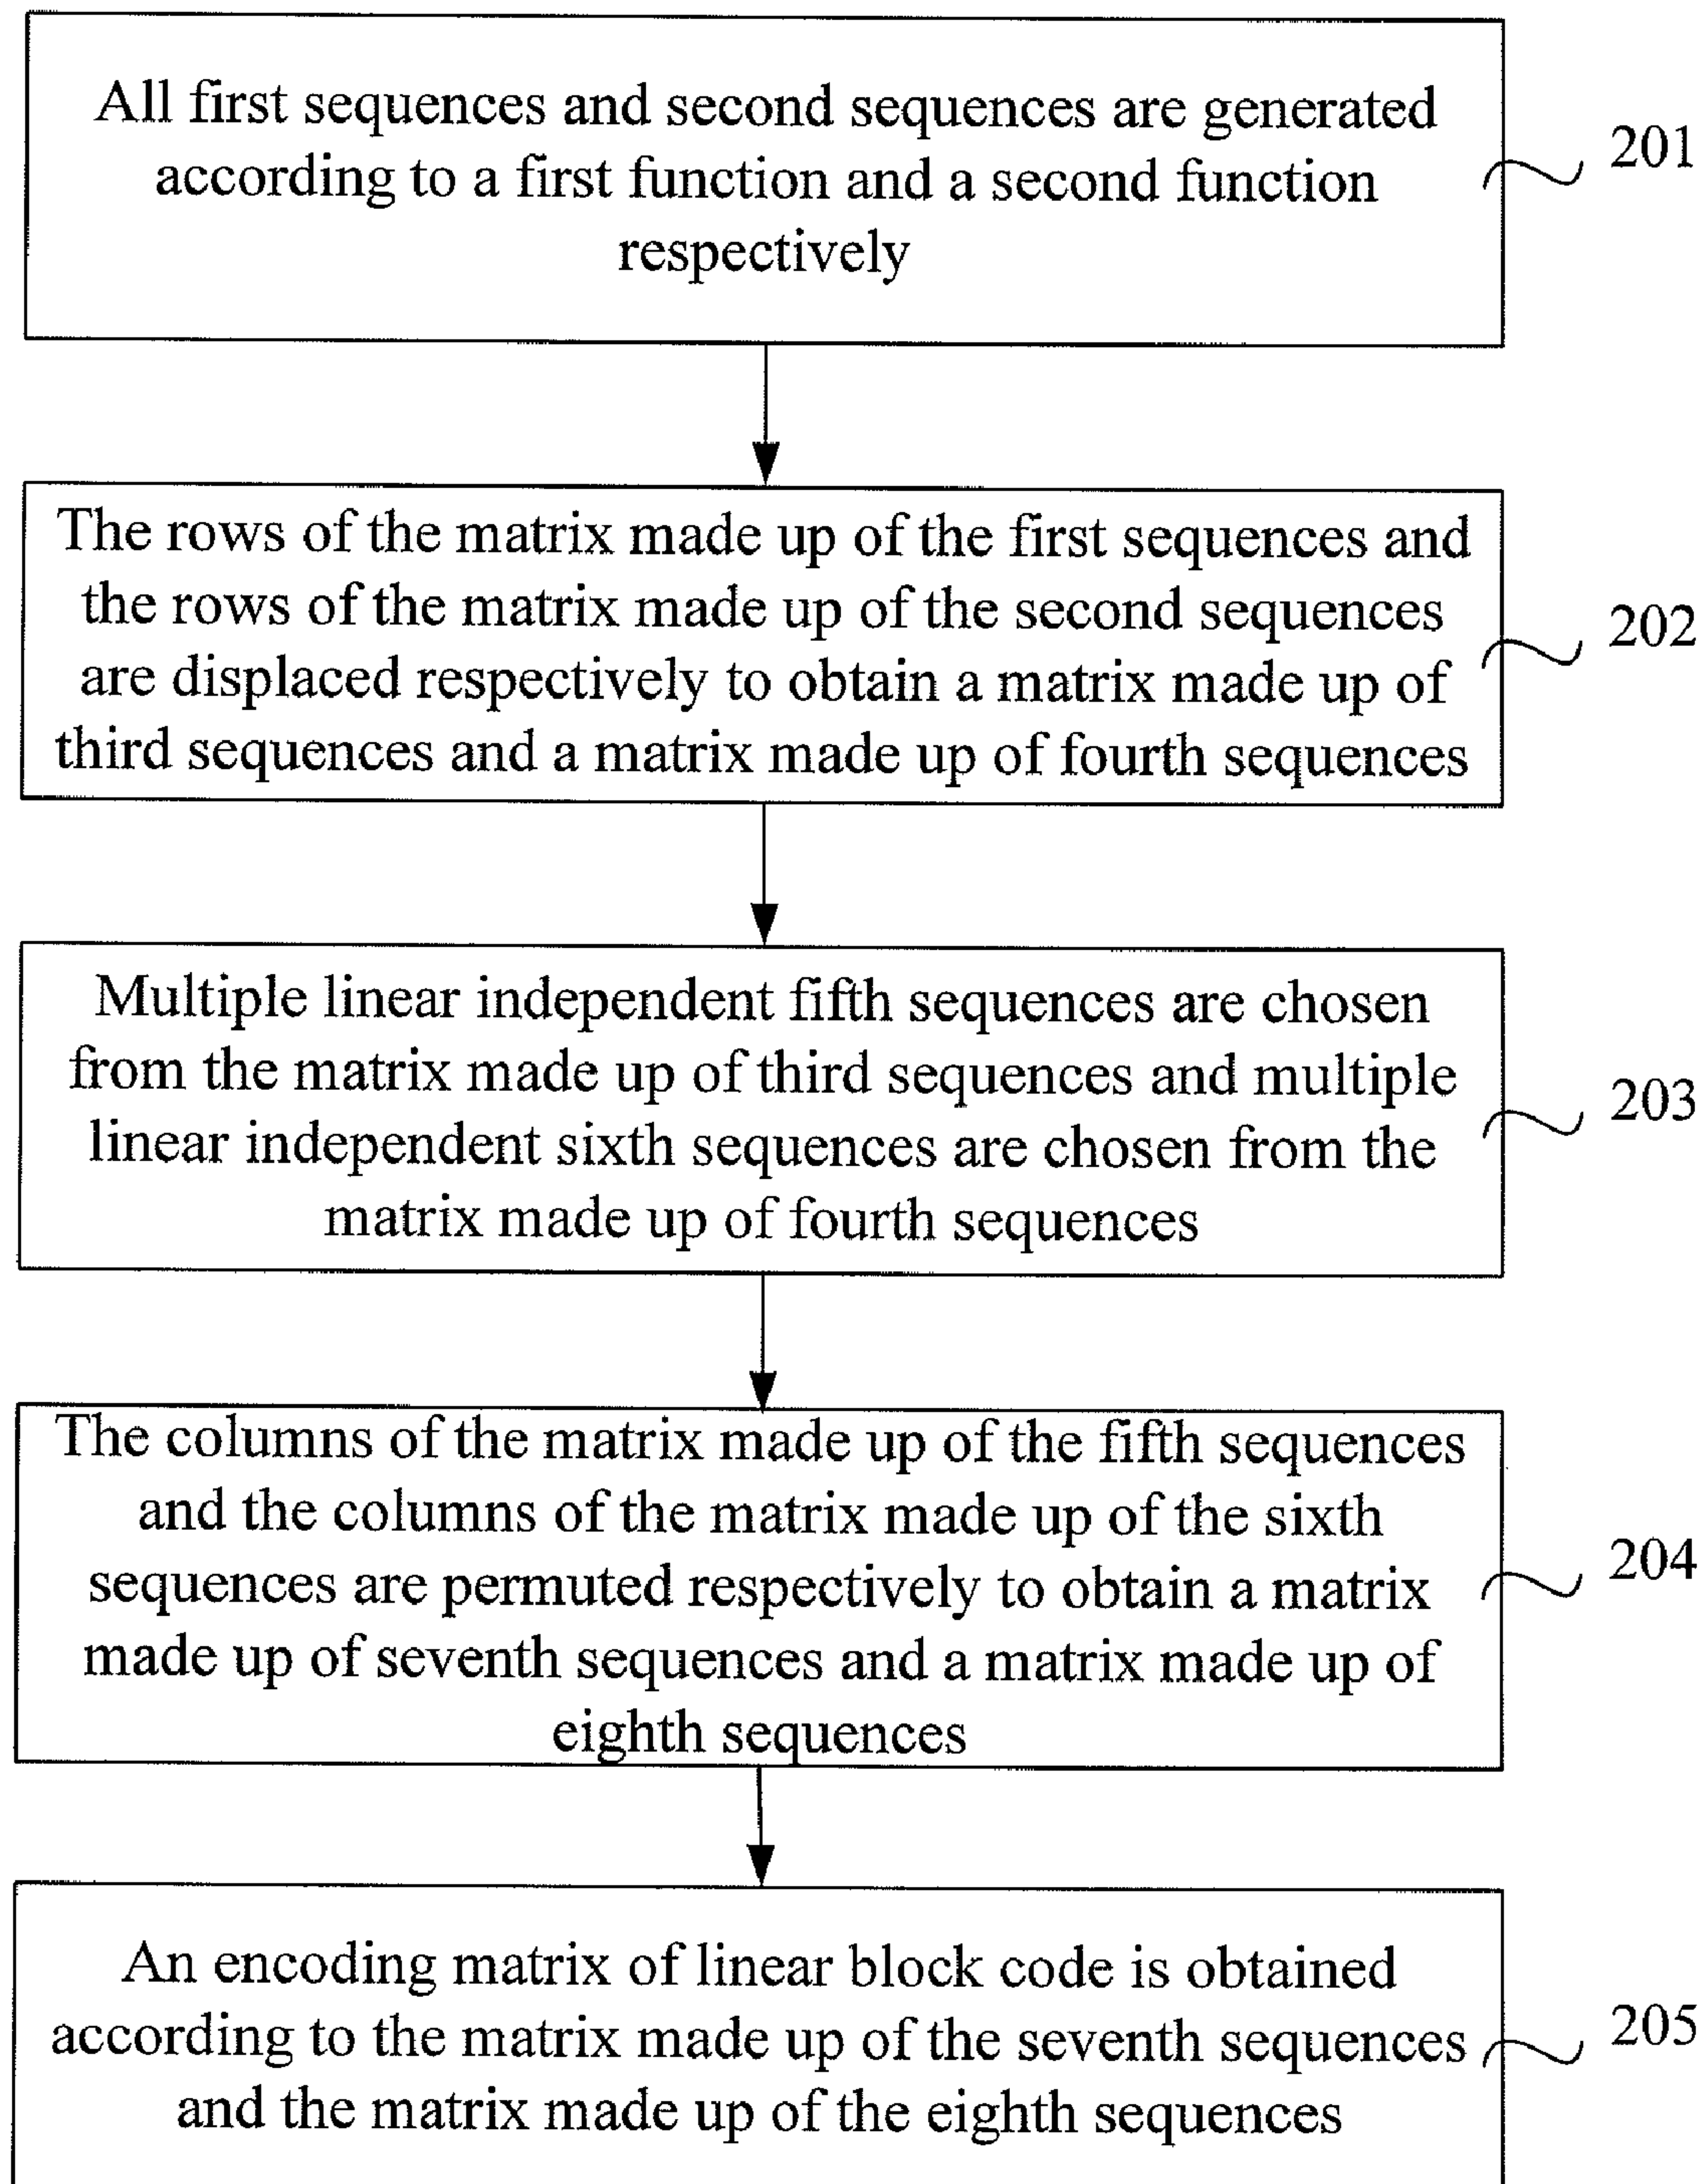 All first sequences and second sequences are generated
according to a first function and a second function
respectively
201
The rows of the matrix made up of the first sequences and
the rows of the matrix made up of the second sequences
are displaced respectively to obtain a matrix made up of
third sequences and a matrix made up of fourth sequences
202
Multiple linear independent fifth sequences are chosen
from the matrix made up of third sequences and multiple
linear independent sixth sequences are chosen from the
matrix made up of fourth sequences
203
The columns of the matrix made up of the fifth sequences
and the columns of the matrix made up of the sixth
sequences are permuted respectively to obtain a matrix
made up of seventh sequences and a matrix made up of
eighth sequences
204
An encoding matrix of linear block code is obtained
according to the matrix made up of the seventh sequences
and the matrix made up of the eighth sequences
205